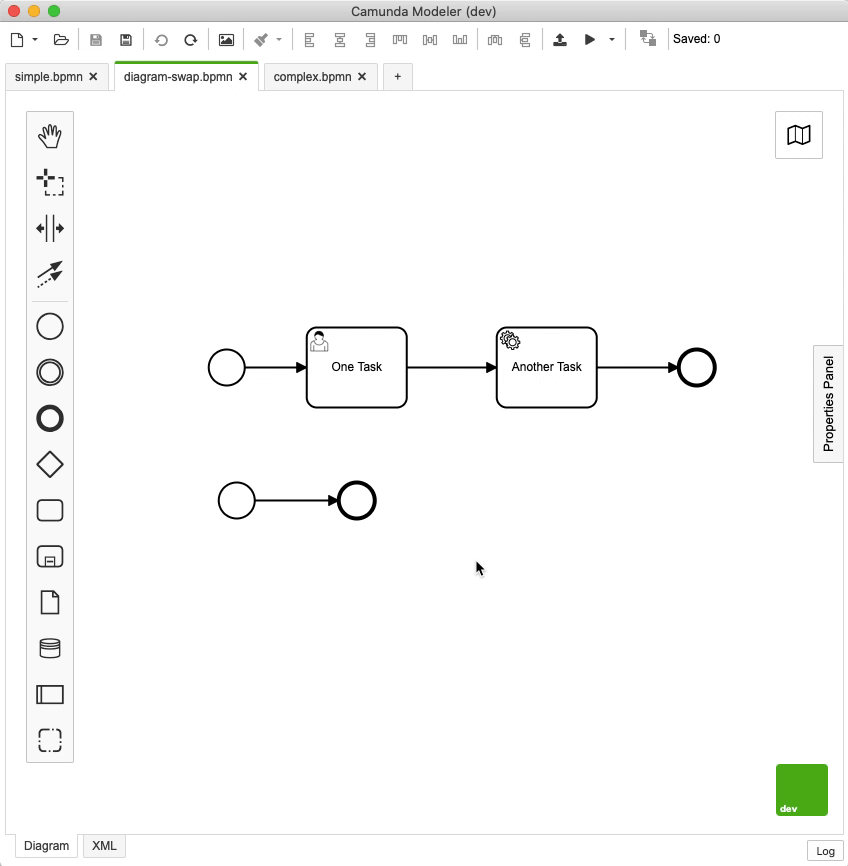 Camunda Modeler (dev)
Saved: 0
simple.bpmn
diagram-swap.bpmn
complex.bpmn
+
One Task
Another Task
Properties Panel
dev
Diagram
XML
Log